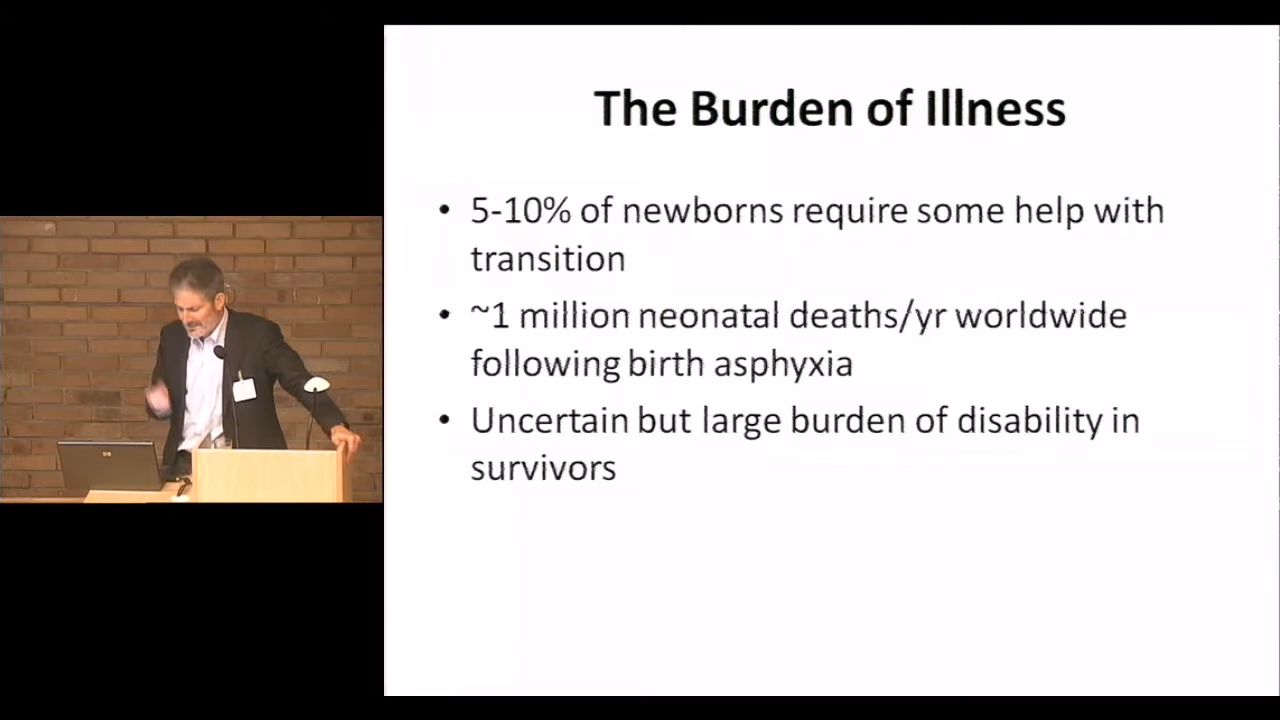 The Burden of Illness
• 5-10% of newborns require some help with
transition
• ~1 million neonatal deaths/yr worldwide
following birth asphyxia
• Uncertain but large burden of disability in
survivors